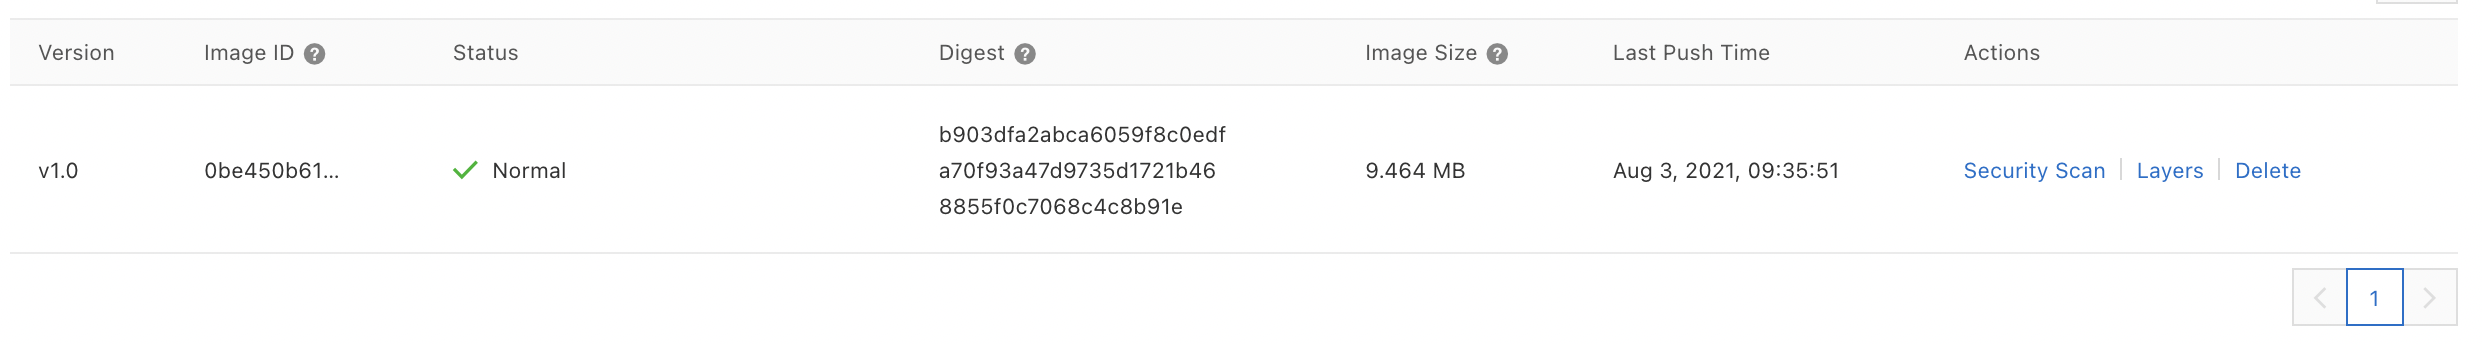 Version Image ID Status Digest Image Size Last Push Time Actions
b903dfa2abca6059f8c0edf
v1.0 0be450b61... Normal a70f93a47d9735d1721b46 9.464 MB Aug 3, 2021, 09:35:51 Security Scan Layers Delete
8855f0c7068c4c8b91e
1